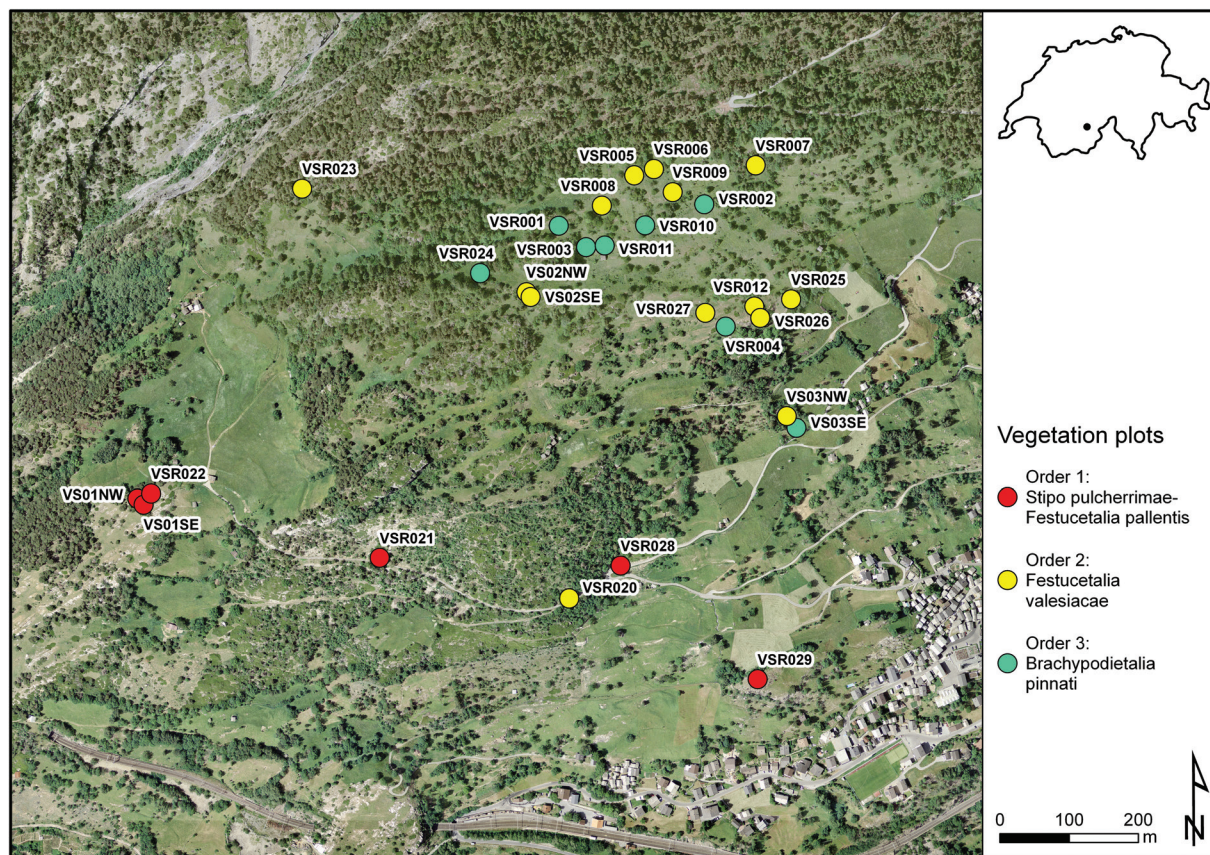 VSR023
VSR005
VSR006
VSR007
VSR009
VSR008
VSR002
VSR001
VSR010
VSR003
VSR011
VSR024
VS02NW
VS02SE
VSR012
VSR025
VSR027
VSR026
VSR004
VS03NW
VS03SE
VSR022
VS01NW
VS01SE
VSR021
VSR028
VSR020
VSR029
Vegetation plots
Order 1:
Stipo pulcherrimae-
Festucetalia pallentis
Order 2:
Festucetalia
valesiacae
Order 3:
Brachypodietalia
pinnati
0 100 200
m
N